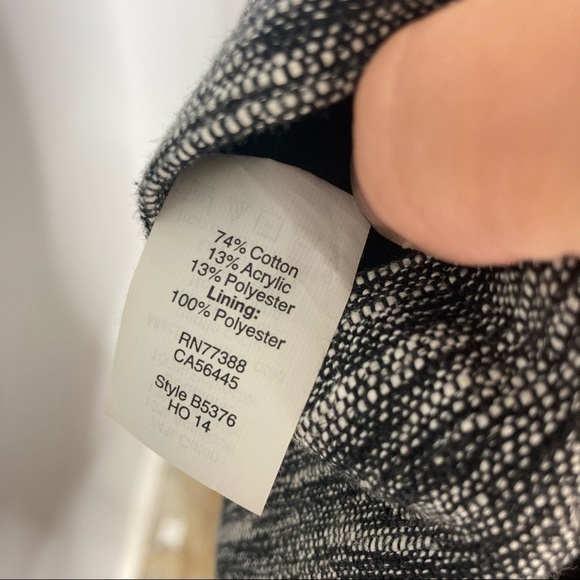 74% Cotton
13% Acrylic
13% Polyester
Lining:
100% Polyester
RN77388
CA56445
Style B5376
HO 14